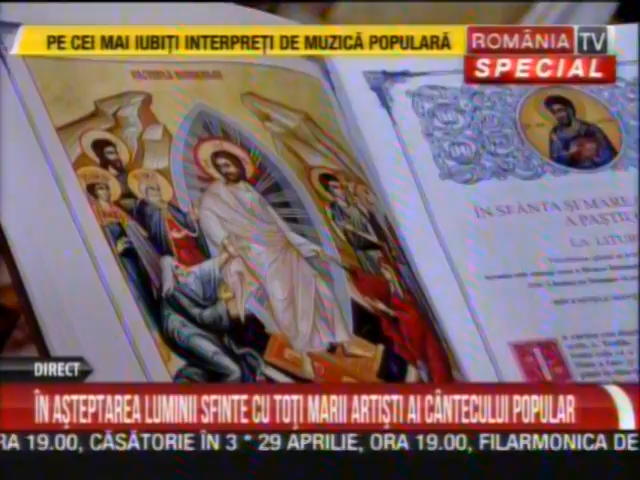 PE CEI MAI IUBIȚI INTERPREȚI DE MUZICĂ POPULARĂ
ROMÂNIA TV
SPECIAL
ÎN SFÂNTA ȘI MARE
A PAȘTIL
LA LITUR
DIRECT
ÎN AȘTEPTAREA LUMINII SFINTE CU TOȚI MARII ARTIȘTI AI CÂNTECULUI POPULAR
RA 19.00, CĂSĂTORIE ÎN 3 * 29 APRILIE, ORA 19.00, FILARMONICA DE